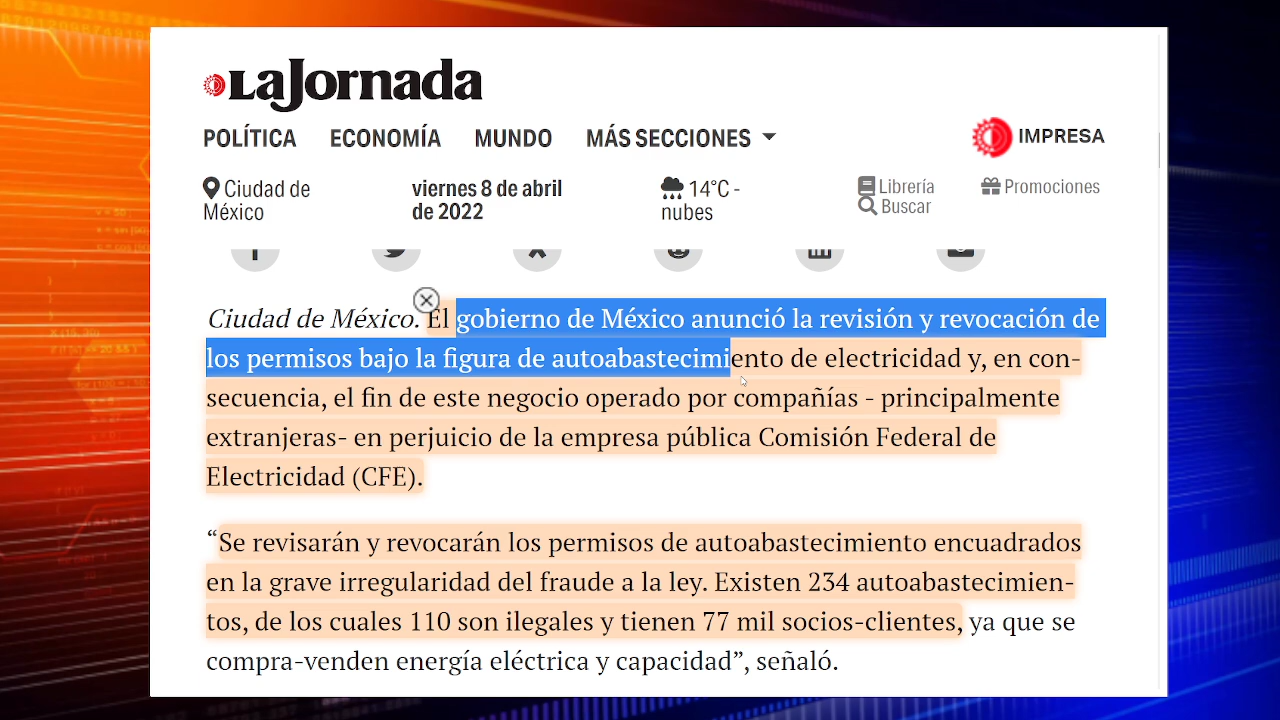 LaJornada
POLÍTICA ECONOMÍA MUNDO MÁS SECCIONES IMPRESA
Ciudad de México
viernes 8 de abril de 2022
14°C - nubes
Librería
Buscar
Promociones
Ciudad de México. El gobierno de México anunció la revisión y revocación de
los permisos bajo la figura de autoabastecimiento de electricidad y, en con-
secuencia, el fin de este negocio operado por compañías - principalmente
extranjeras- en perjuicio de la empresa pública Comisión Federal de
Electricidad (CFE).
“Se revisarán y revocarán los permisos de autoabastecimiento encuadrados
en la grave irregularidad del fraude a la ley. Existen 234 autoabastecimien-
tos, de los cuales 110 son ilegales y tienen 77 mil socios-clientes, ya que se
compra-venden energía eléctrica y capacidad”, señaló.